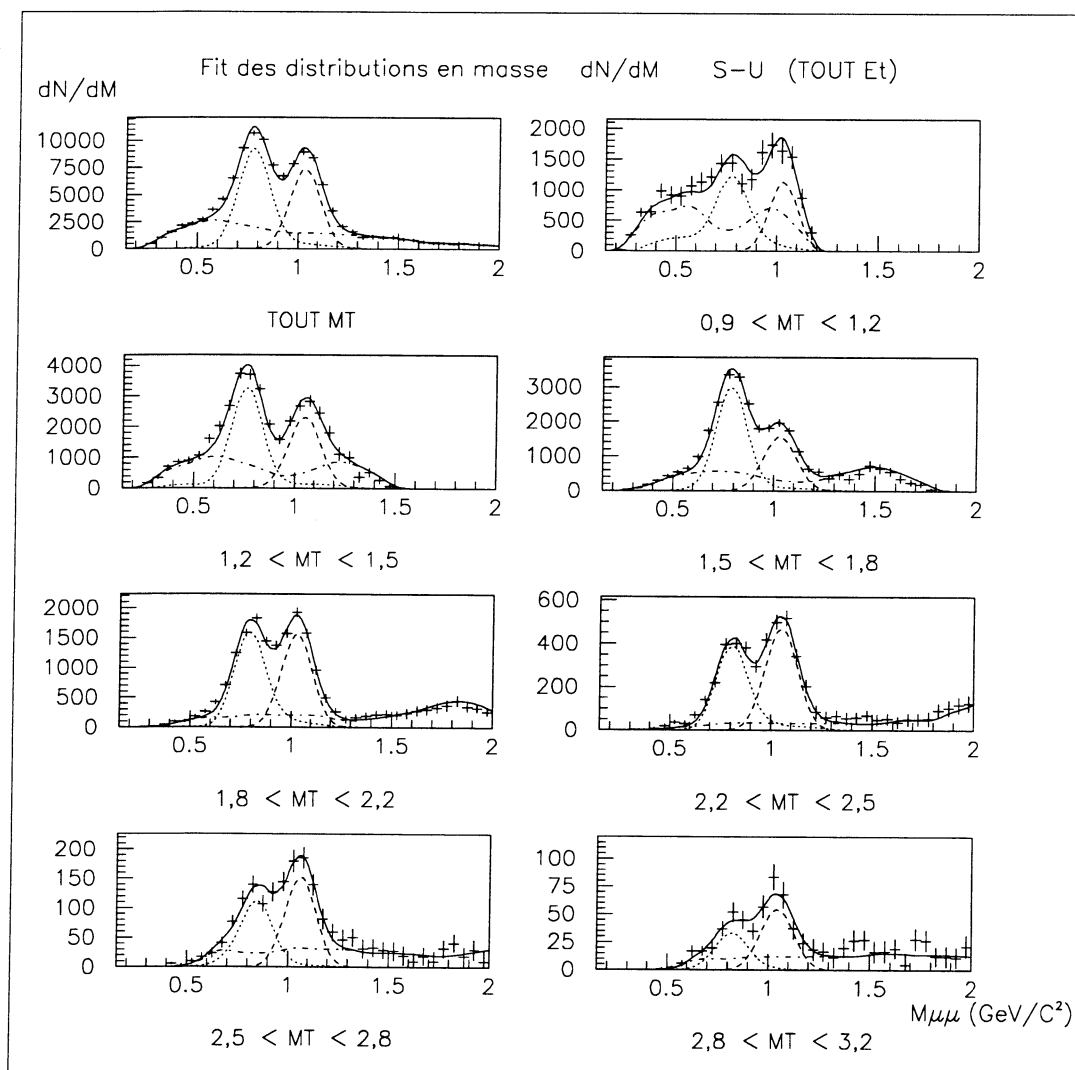 Fit des distributions en masse dN/dM S-U (TOUT Et)
dN/dM
10000
7500
5000
2500
0
0.5 1 1.5 2
TOUT MT
2000
1500
1000
500
0
0.5 1 1.5 2
0,9 < MT < 1,2
4000
3000
2000
1000
0
0.5 1 1.5 2
1,2 < MT < 1,5
3000
2000
1000
0
0.5 1 1.5 2
1,5 < MT < 1,8
2000
1500
1000
500
0
0.5 1 1.5 2
1,8 < MT < 2,2
600
400
200
0
0.5 1 1.5 2
2,2 < MT < 2,5
200
150
100
50
0
0.5 1 1.5 2
2,5 < MT < 2,8
100
75
50
25
0
0.5 1 1.5 2
Mμμ (GeV/C²)
2,8 < MT < 3,2